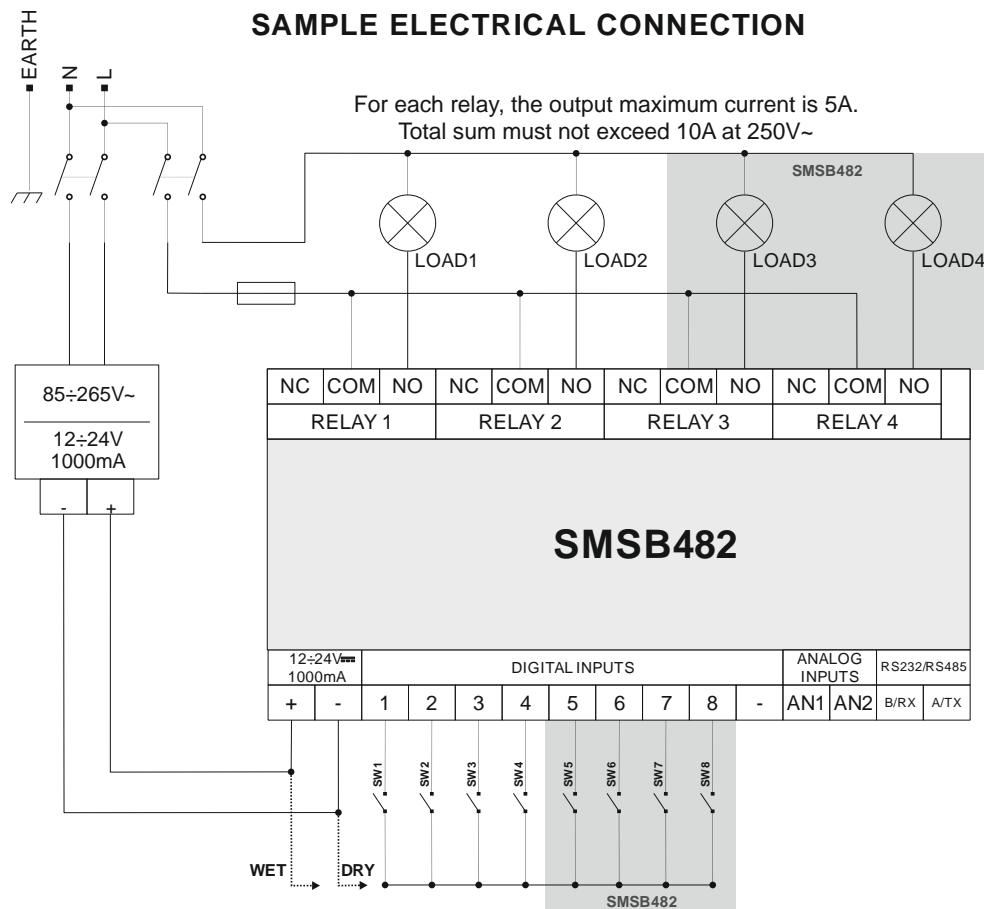 SAMPLE ELECTRICAL CONNECTION
EARTH
N
L
For each relay, the output maximum current is 5A.
Total sum must not exceed 10A at 250V~
SMSB482
LOAD1
LOAD2
LOAD3
LOAD4
85÷265V~
12÷24V
1000mA
- +
NC COM NO NC COM NO NC COM NO NC COM NO
RELAY 1 RELAY 2 RELAY 3 RELAY 4
SMSB482
12÷24V⎓
1000mA
DIGITAL INPUTS
ANALOG
INPUTS
RS232/RS485
+ - 1 2 3 4 5 6 7 8 - AN1 AN2 B/RX A/TX
SW1
SW2
SW3
SW4
SW5
SW6
SW7
SW8
WET
DRY
SMSB482